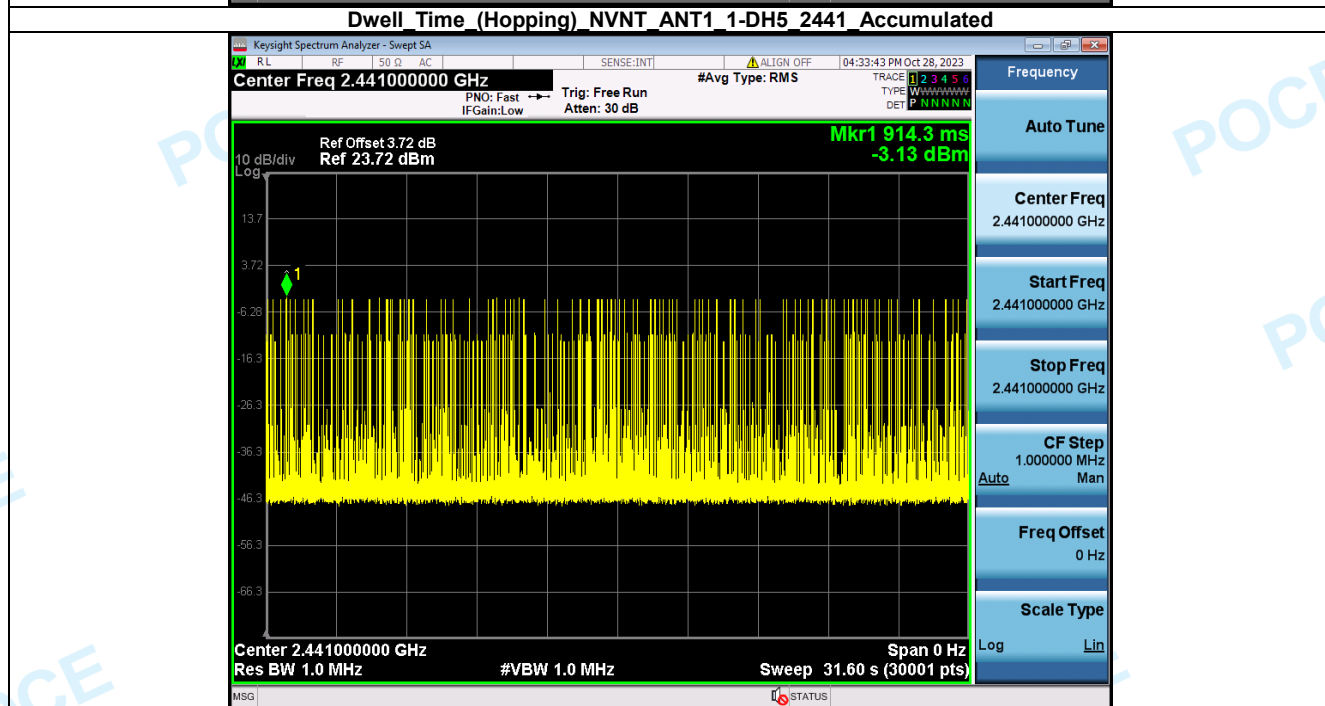 Dwell_Time_(Hopping)_NVNT_ANT1_1-DH5_2441_Accumulated
Keysight Spectrum Analyzer - Swept SA
LXI RL RF 50 Ω AC SENSE:INT ALIGN OFF 04:33:43 PM Oct 28, 2023
Center Freq 2.441000000 GHz
PNO: Fast
IFGain:Low
Trig: Free Run
Atten: 30 dB
#Avg Type: RMS
TRACE 1 2 3 4 5 6
TYPE WWWWWW
DET P N N N N N
Mkr1 914.3 ms
-3.13 dBm
Ref Offset 3.72 dB
10 dB/div Ref 23.72 dBm
Log
13.7
3.72
1
-6.28
-16.3
-26.3
-36.3
-46.3
-56.3
-66.3
Center 2.441000000 GHz Span 0 Hz
Res BW 1.0 MHz #VBW 1.0 MHz Sweep 31.60 s (30001 pts)
MSG STATUS
Frequency
Auto Tune
Center Freq
2.441000000 GHz
Start Freq
2.441000000 GHz
Stop Freq
2.441000000 GHz
CF Step
1.000000 MHz
Auto Man
Freq Offset
0 Hz
Scale Type
Log Lin
POCE